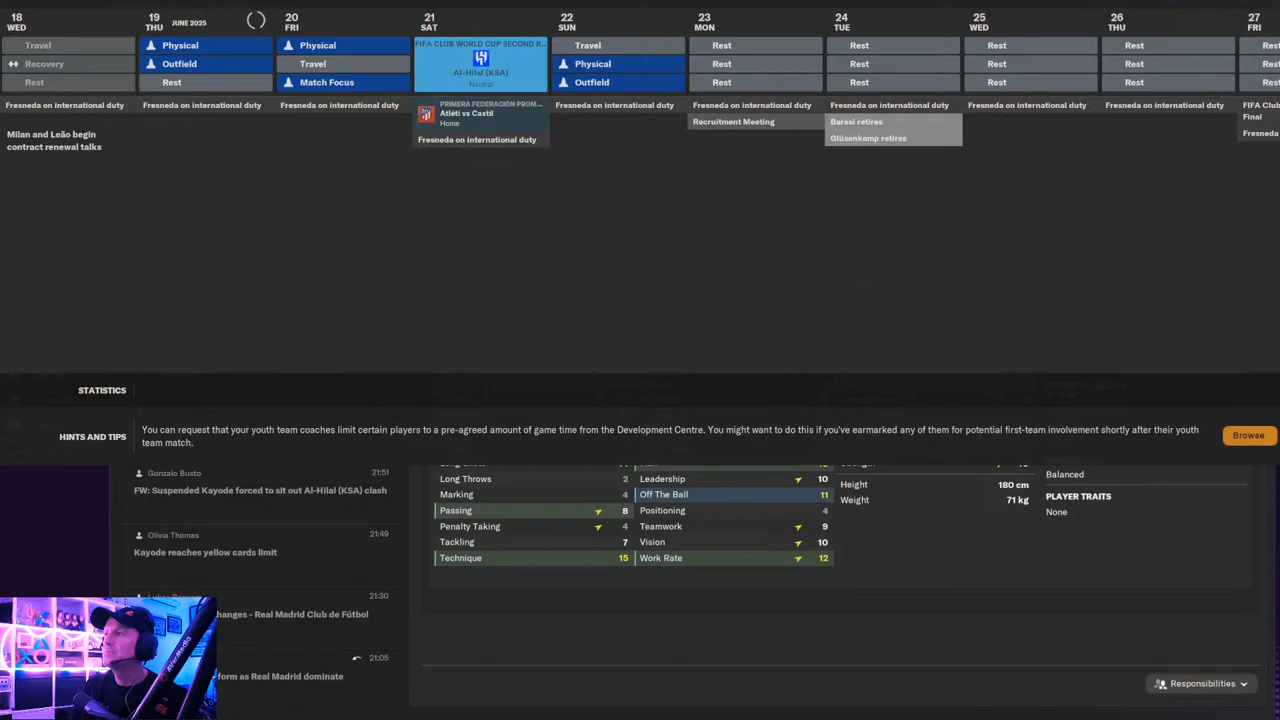 18
WED
19
THU
JUNE 2025
20
FRI
21
SAT
22
SUN
23
MON
24
TUE
25
WED
26
THU
27
FRI
Travel
Physical
Physical
FIFA CLUB WORLD CUP SECOND R...
Al-Hilal (KSA)
Neutral
Travel
Rest
Rest
Rest
Rest
Rest
Recovery
Outfield
Travel
Physical
Rest
Rest
Rest
Rest
Rest
Rest
Rest
Match Focus
Outfield
Rest
Rest
Rest
Rest
Rest
Fresneda on international duty
Fresneda on international duty
Fresneda on international duty
PRIMERA FEDERACIÓN PROM...
Atléti vs Castil
Home
Fresneda on international duty
Fresneda on international duty
Fresneda on international duty
Fresneda on international duty
Fresneda on international duty
Fresneda on international duty
FIFA Clu
Final
Fresneda
Milan and Leão begin
contract renewal talks
Recruitment Meeting
Baresi retires
Glüsenkamp retires
STATISTICS
HINTS AND TIPS
You can request that your youth team coaches limit certain players to a pre-agreed amount of game time from the Development Centre. You might want to do this if you've earmarked any of them for potential first-team involvement shortly after their youth
team match.
Browse
Gonzalo Busto
21:51
FW: Suspended Kayode forced to sit out Al-Hilal (KSA) clash
Olivia Thomas
21:49
Kayode reaches yellow cards limit
21:30
hanges - Real Madrid Club de Fútbol
21:05
form as Real Madrid dominate
Long Throws 2
Marking 4
Passing 8
Penalty Taking 4
Tackling 7
Technique 15
Leadership 10
Off The Ball 11
Positioning 4
Teamwork 9
Vision 10
Work Rate 12
Height 180 cm
Weight 71 kg
Balanced
PLAYER TRAITS
None
Responsibilities
AVerMedia